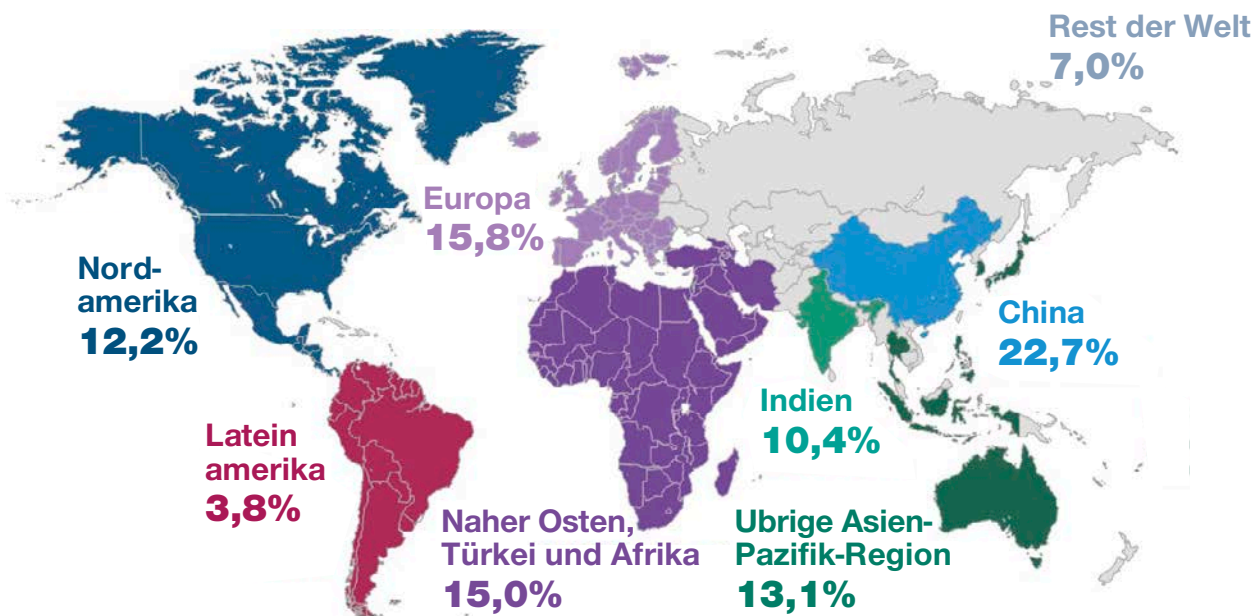 Rest der Welt
7,0%
Europa
15,8%
Nord-
amerika
12,2%
China
22,7%
Indien
10,4%
Latein
amerika
3,8%
Naher Osten,
Türkei und Afrika
15,0%
Ubrige Asien-
Pazifik-Region
13,1%